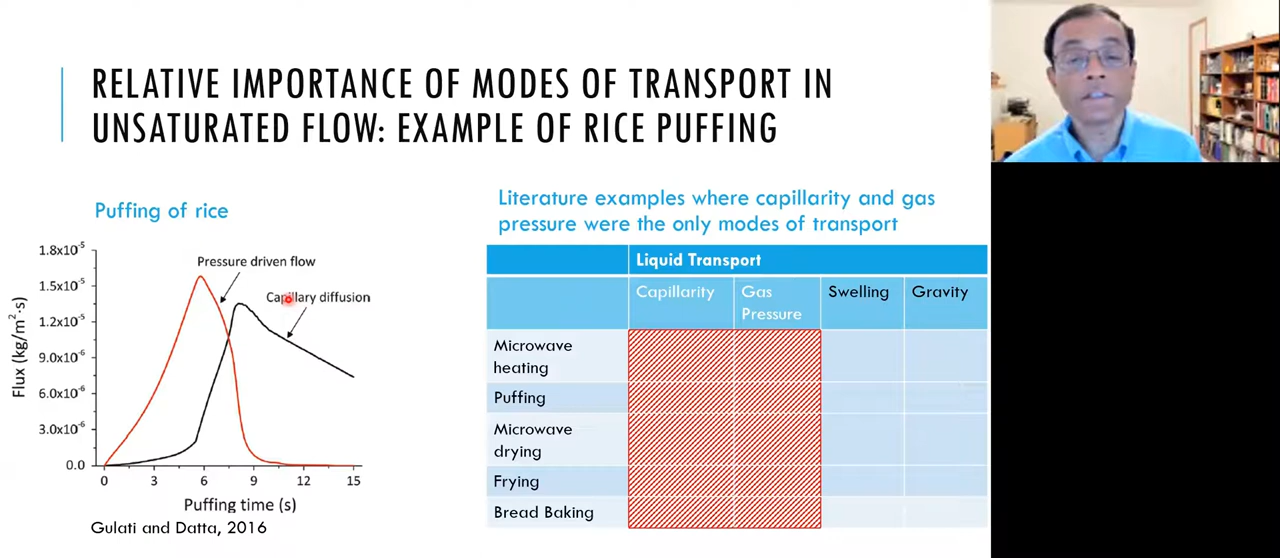 RELATIVE IMPORTANCE OF MODES OF TRANSPORT IN
UNSATURATED FLOW: EXAMPLE OF RICE PUFFING
Puffing of rice
1.8x10⁻⁵
1.5x10⁻⁵
1.2x10⁻⁵
9.0x10⁻⁶
6.0x10⁻⁶
3.0x10⁻⁶
0.0
Flux (kg/m²·s)
Pressure driven flow
Capillary diffusion
0 3 6 9 12 15
Puffing time (s)
Gulati and Datta, 2016
Literature examples where capillarity and gas
pressure were the only modes of transport
Liquid Transport
Capillarity Gas Pressure Swelling Gravity
Microwave
heating
Puffing
Microwave
drying
Frying
Bread Baking